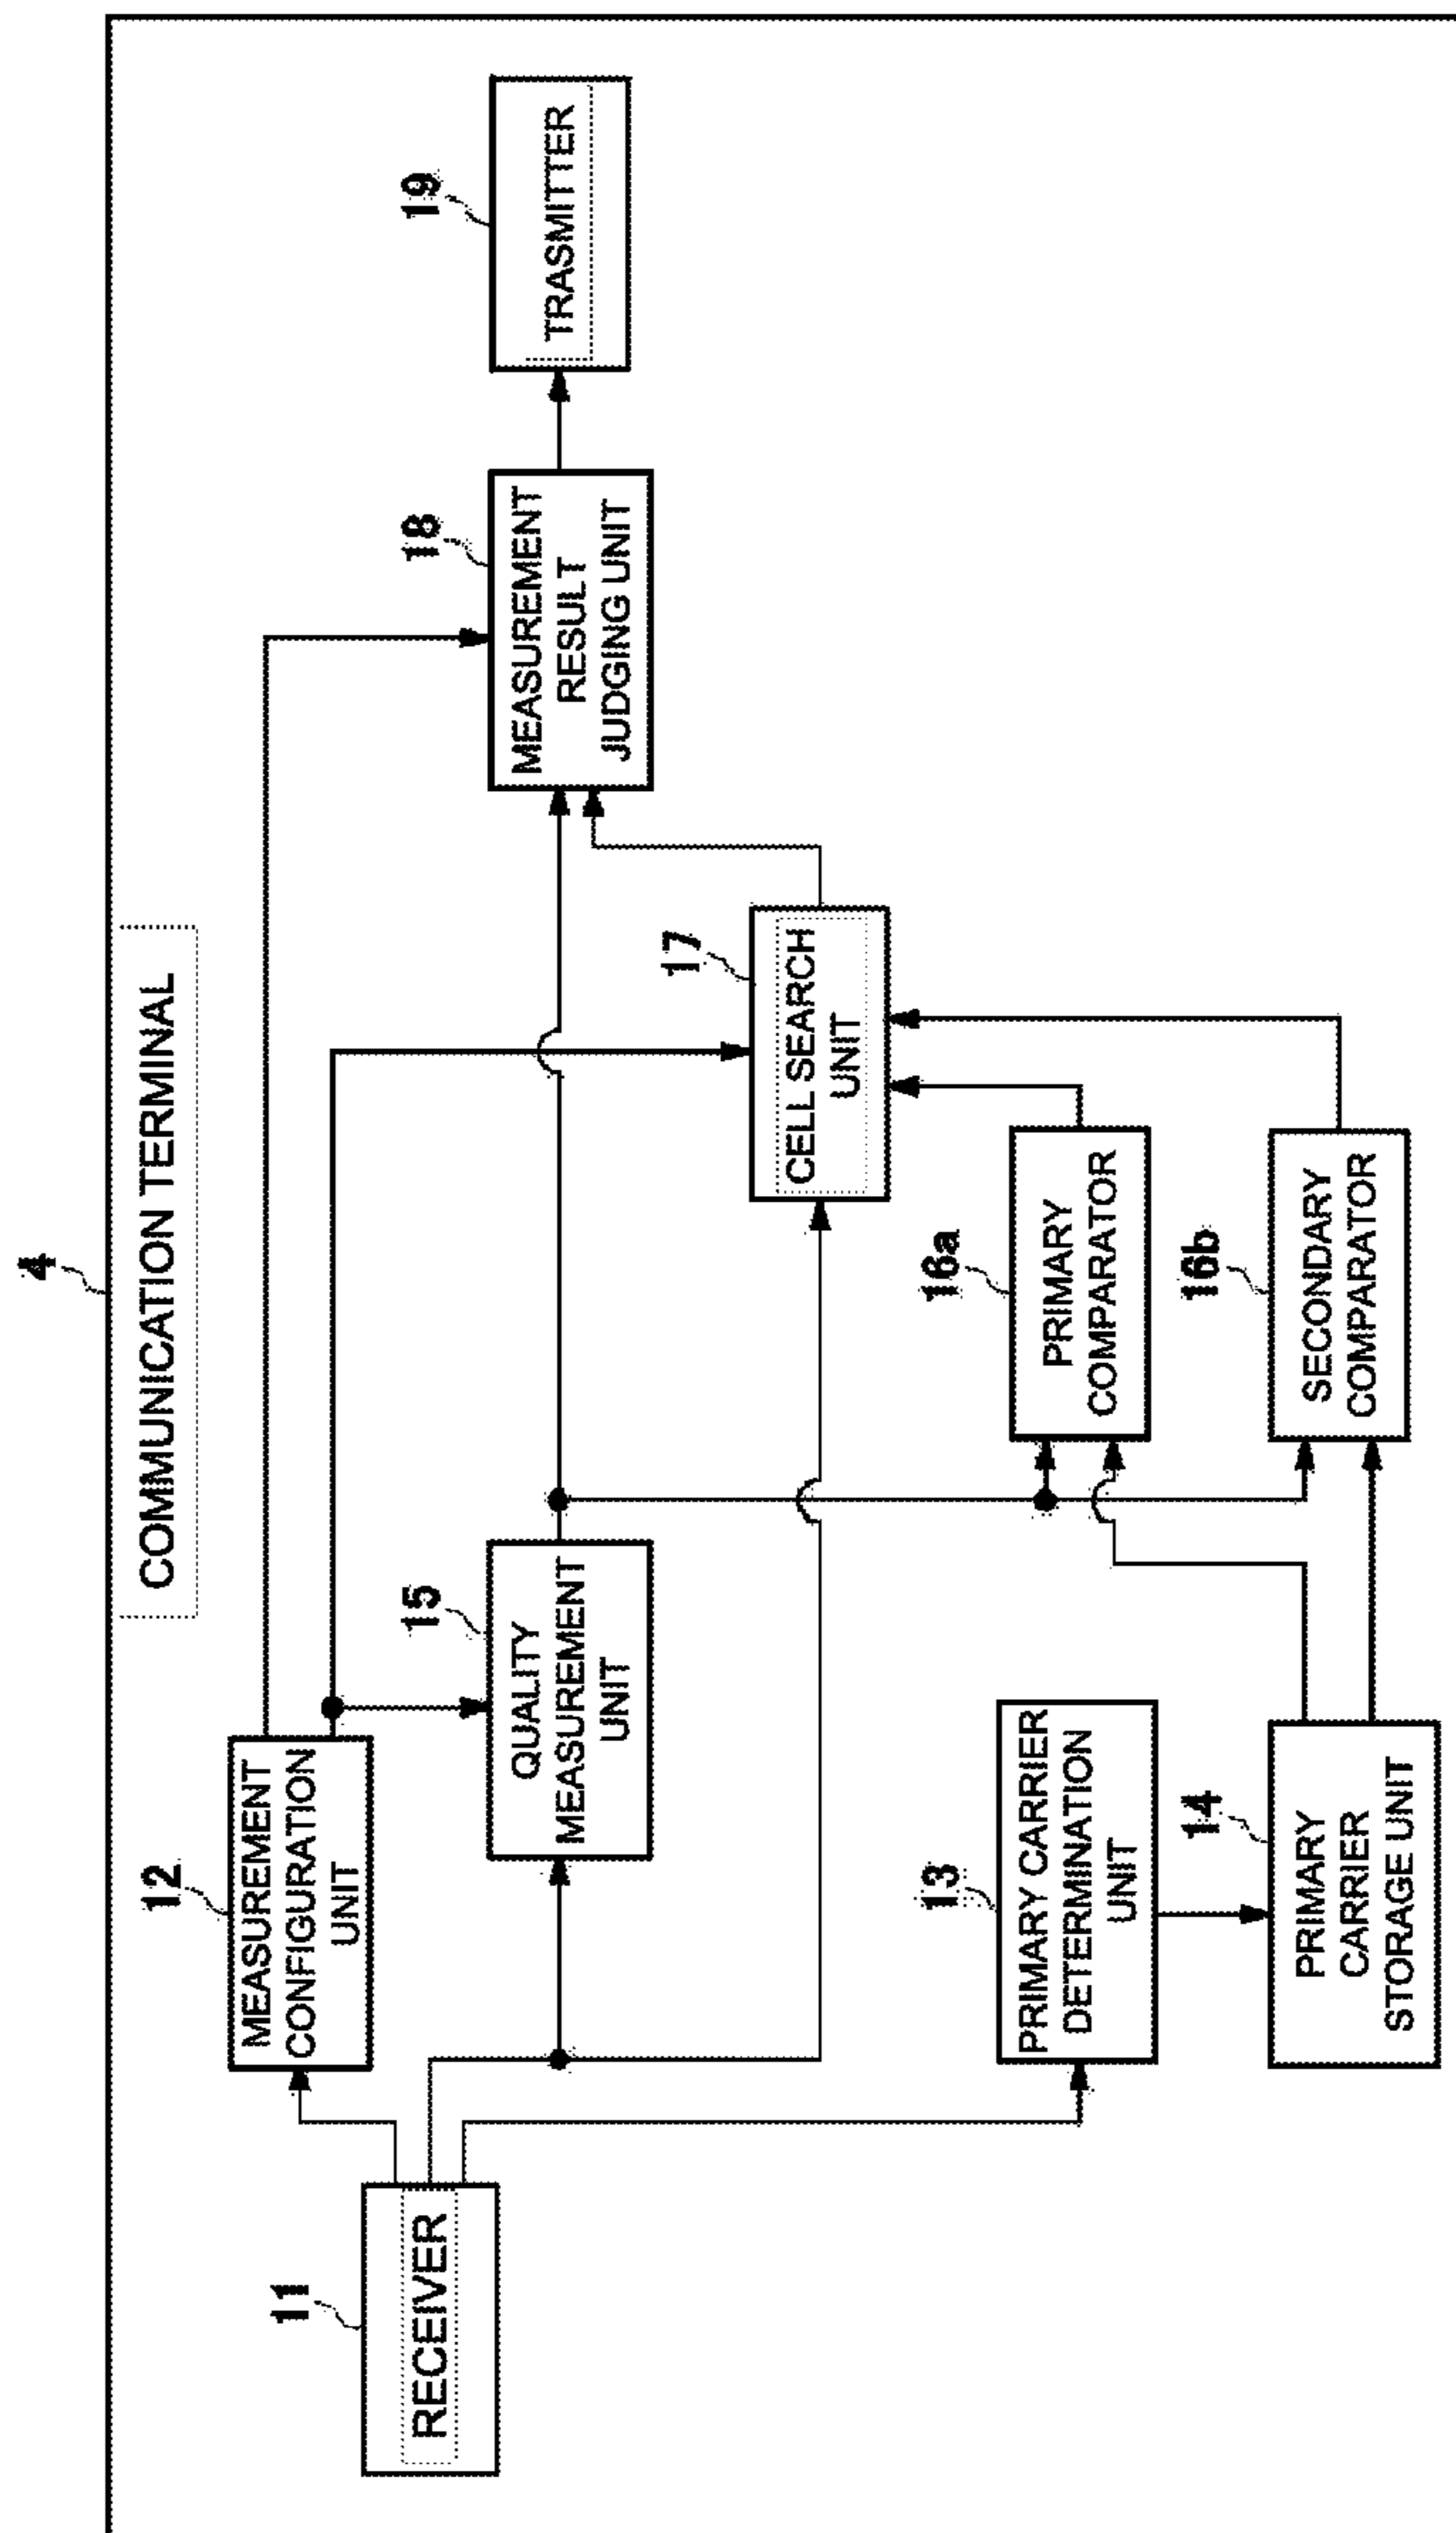 4
COMMUNICATION TERMINAL
11
RECEIVER
12
MEASUREMENT
CONFIGURATION
UNIT
13
PRIMARY CARRIER
DETERMINATION
UNIT
14
PRIMARY
CARRIER
STORAGE UNIT
15
QUALITY
MEASUREMENT
UNIT
16a
PRIMARY
COMPARATOR
16b
SECONDARY
COMPARATOR
17
CELL SEARCH
UNIT
18
MEASUREMENT
RESULT
JUDGING UNIT
19
TRASMITTER